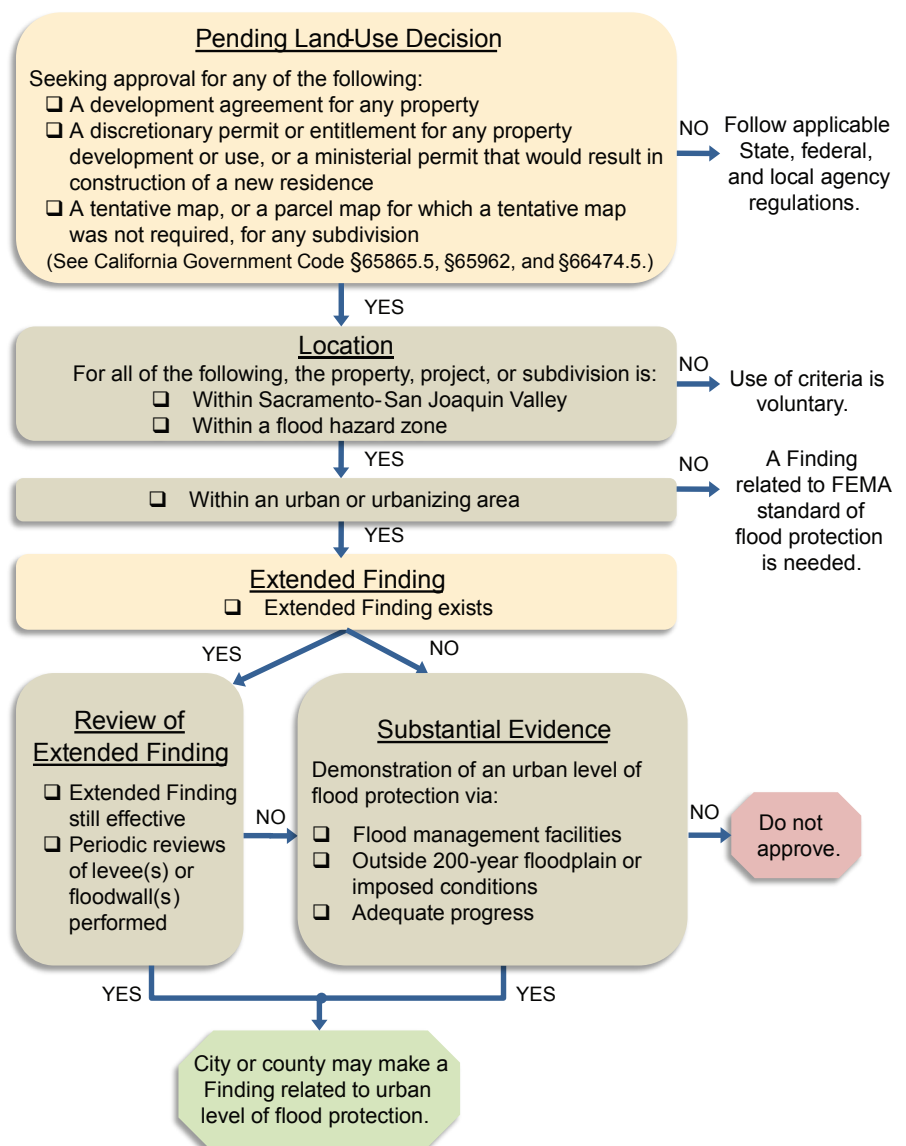 Pending Land-Use Decision
Seeking approval for any of the following:
❑ A development agreement for any property
❑ A discretionary permit or entitlement for any property
development or use, or a ministerial permit that would result in
construction of a new residence
❑ A tentative map, or a parcel map for which a tentative map
was not required, for any subdivision
(See California Government Code §65865.5, §65962, and §66474.5.)
NO
Follow applicable
State, federal,
and local agency
regulations.
YES
Location
For all of the following, the property, project, or subdivision is:
❑ Within Sacramento-San Joaquin Valley
❑ Within a flood hazard zone
NO
Use of criteria is
voluntary.
YES
❑ Within an urban or urbanizing area
NO
A Finding
related to FEMA
standard of
flood protection
is needed.
YES
Extended Finding
❑ Extended Finding exists
YES
NO
Review of
Extended Finding
❑ Extended Finding
still effective
❑ Periodic reviews
of levee(s) or
floodwall(s)
performed
NO
Substantial Evidence
Demonstration of an urban level of
flood protection via:
❑ Flood management facilities
❑ Outside 200-year floodplain or
imposed conditions
❑ Adequate progress
NO
Do not
approve.
YES
YES
City or county may make a
Finding related to urban
level of flood protection.